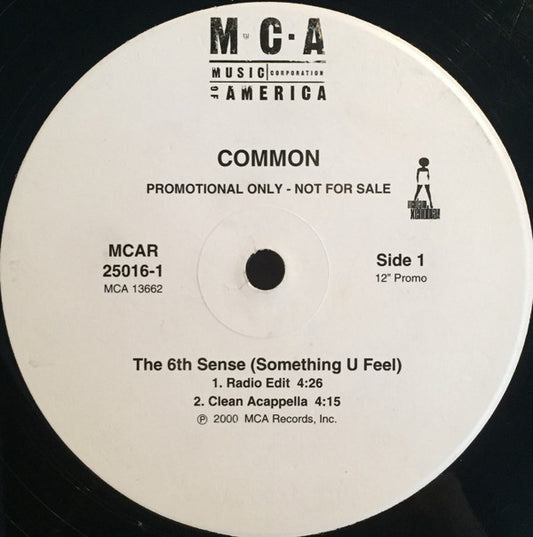 M·C·A
MUSIC CORPORATION
OF AMERICA
COMMON
PROMOTIONAL ONLY - NOT FOR SALE
MCAR
25016-1
MCA 13662
Side 1
12" Promo
The 6th Sense (Something U Feel)
1. Radio Edit 4:26
2. Clean Acappella 4:15
℗ 2000 MCA Records, Inc.